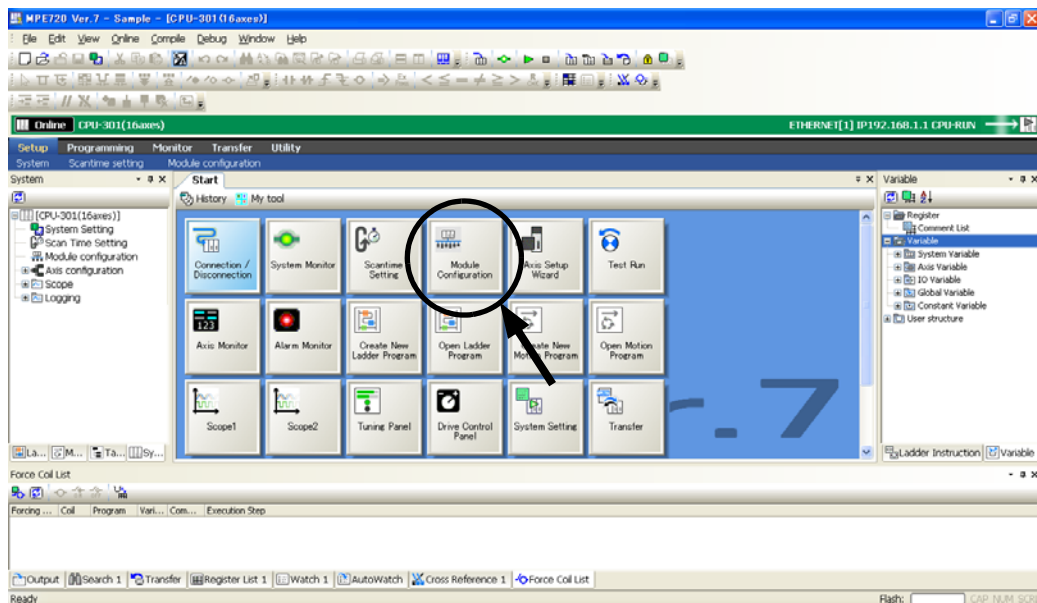 MPE720 Ver.7 - Sample - [CPU-301(16axes)]
File Edit View Online Compile Debug Window Help
Online CPU-301(16axes) ETHERNET[1] IP192.168.1.1 CPU-RUN
Setup Programming Monitor Transfer Utility
System Scantime setting Module configuration
System
[CPU-301(16axes)]
System Setting
Scan Time Setting
Module configuration
Axis configuration
Scope
Logging
La... M... Ta... Sy...
Start
History My tool
Connection / Disconnection
System Monitor
Scantime Setting
Module Configuration
Axis Setup Wizard
Test Run
Axis Monitor
Alarm Monitor
Create New Ladder Program
Open Ladder Program
Create New Motion Program
Open Motion Program
Scope1
Scope2
Tuning Panel
Drive Control Panel
System Setting
Transfer
r.7
Variable
Register
Comment List
Variable
System Variable
Axis Variable
IO Variable
Global Variable
Constant Variable
User structure
Ladder Instruction Variable
Force Coil List
Forcing ... Coil Program Vari... Com... Execution Step
Output Search 1 Transfer Register List 1 Watch 1 AutoWatch Cross Reference 1 Force Coil List
Ready Flash: CAP NUM SCRL